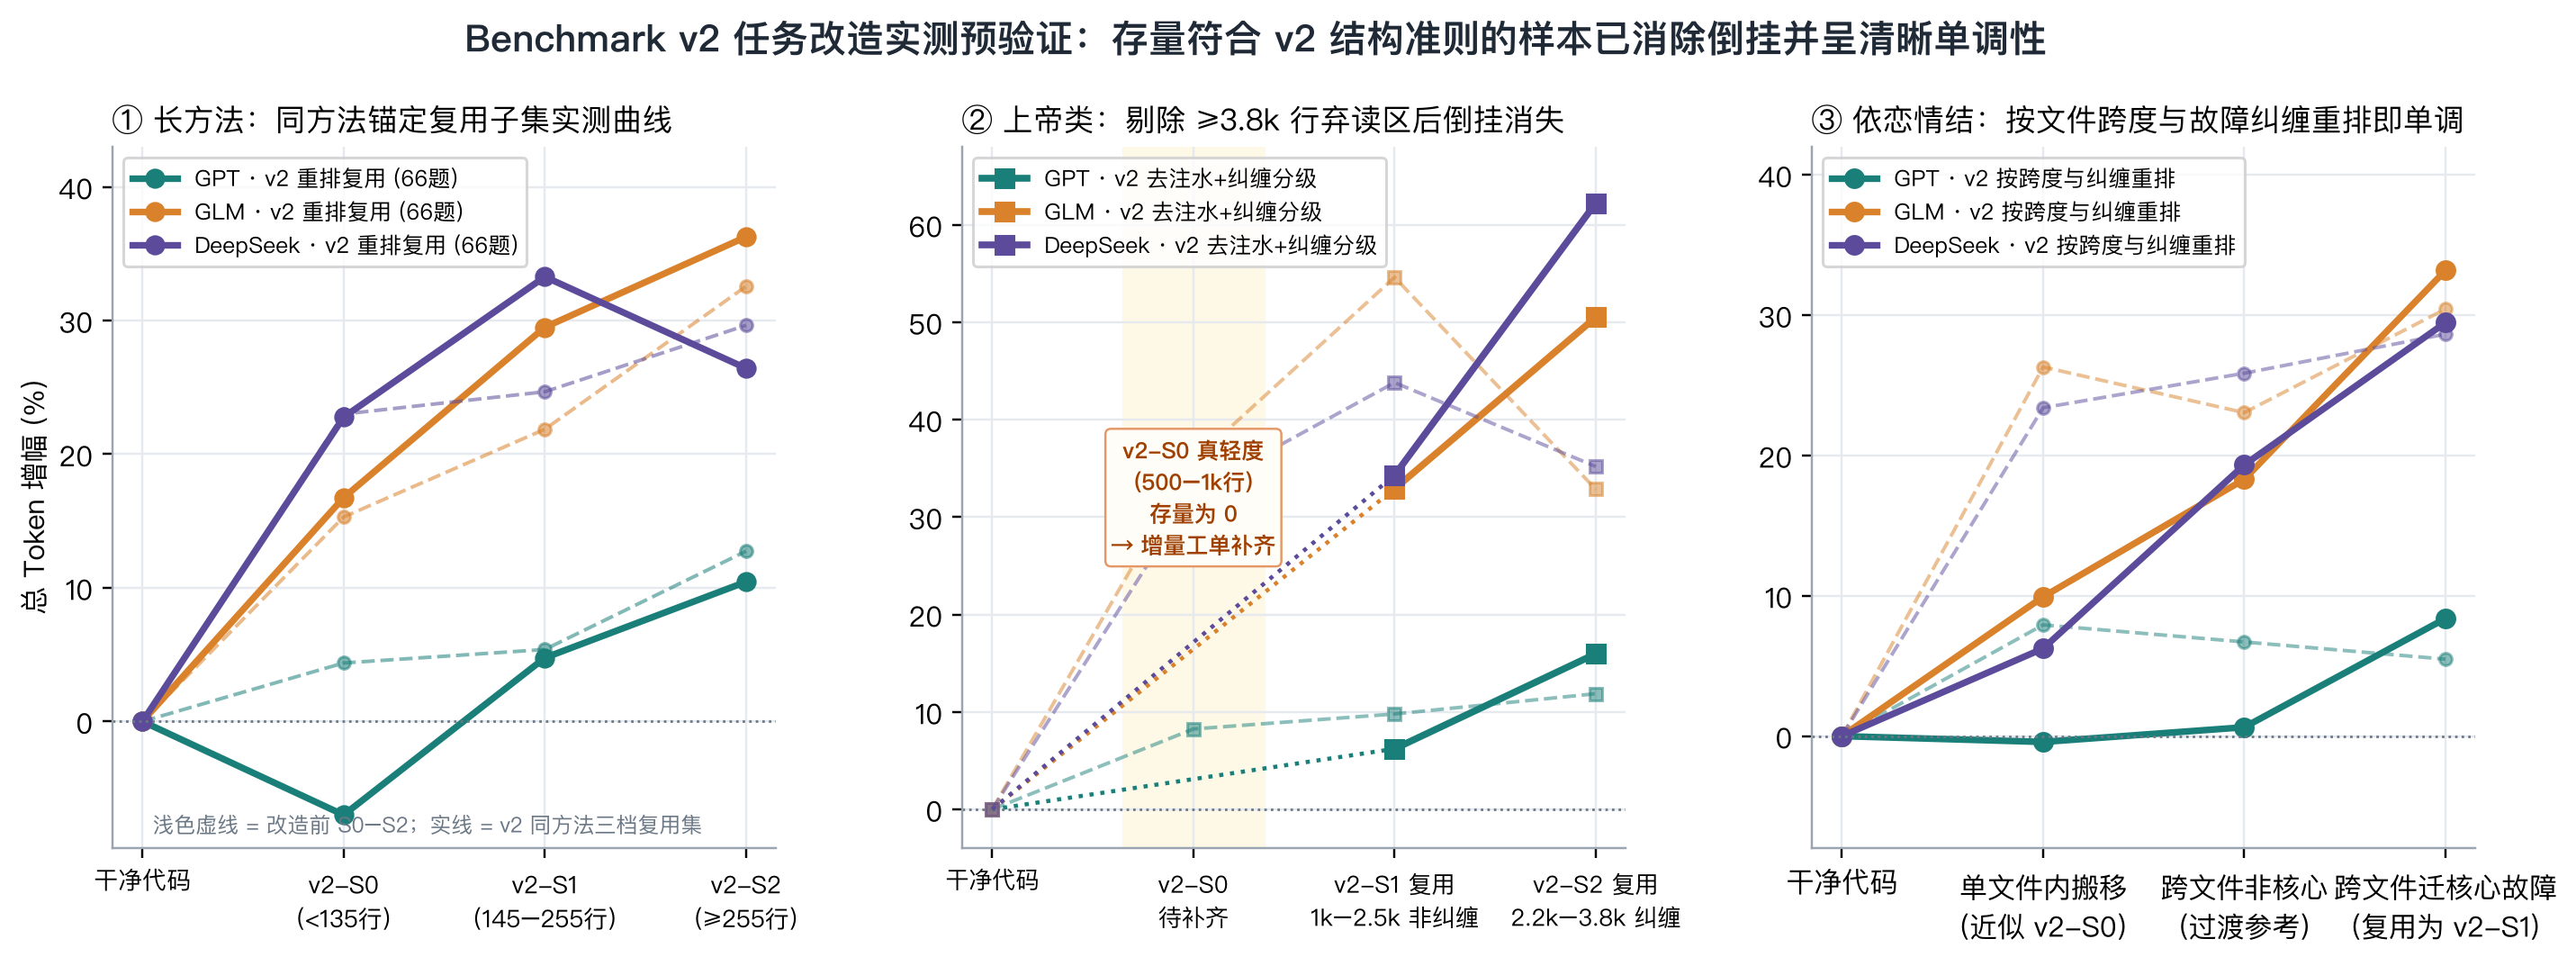 Benchmark v2 任务改造实测预验证：存量符合 v2 结构准则的样本已消除倒挂并呈清晰单调性
① 长方法：同方法锚定复用子集实测曲线
GPT · v2 重排复用 (66题)
GLM · v2 重排复用 (66题)
DeepSeek · v2 重排复用 (66题)
总 Token 增幅 (%)
40
30
20
10
0
浅色虚线 = 改造前 S0—S2；实线 = v2 同方法三档复用集
干净代码
v2–S0
(<135行)
v2–S1
(145—255行)
v2–S2
(≥255行)
② 上帝类：剔除 ≥3.8k 行弃读区后倒挂消失
GPT · v2 去注水+纠缠分级
GLM · v2 去注水+纠缠分级
DeepSeek · v2 去注水+纠缠分级
60
50
40
30
20
10
0
v2–S0 真轻度
(500—1k行)
存量为 0
→ 增量工单补齐
干净代码
v2–S0
待补齐
v2–S1 复用
1k—2.5k 非纠缠
v2–S2 复用
2.2k—3.8k 纠缠
③ 依恋情结：按文件跨度与故障纠缠重排即单调
GPT · v2 按跨度与纠缠重排
GLM · v2 按跨度与纠缠重排
DeepSeek · v2 按跨度与纠缠重排
40
30
20
10
0
干净代码
单文件内搬移
(近似 v2–S0)
跨文件非核心
(过渡参考)
跨文件迁核心故障
(复用为 v2–S1)